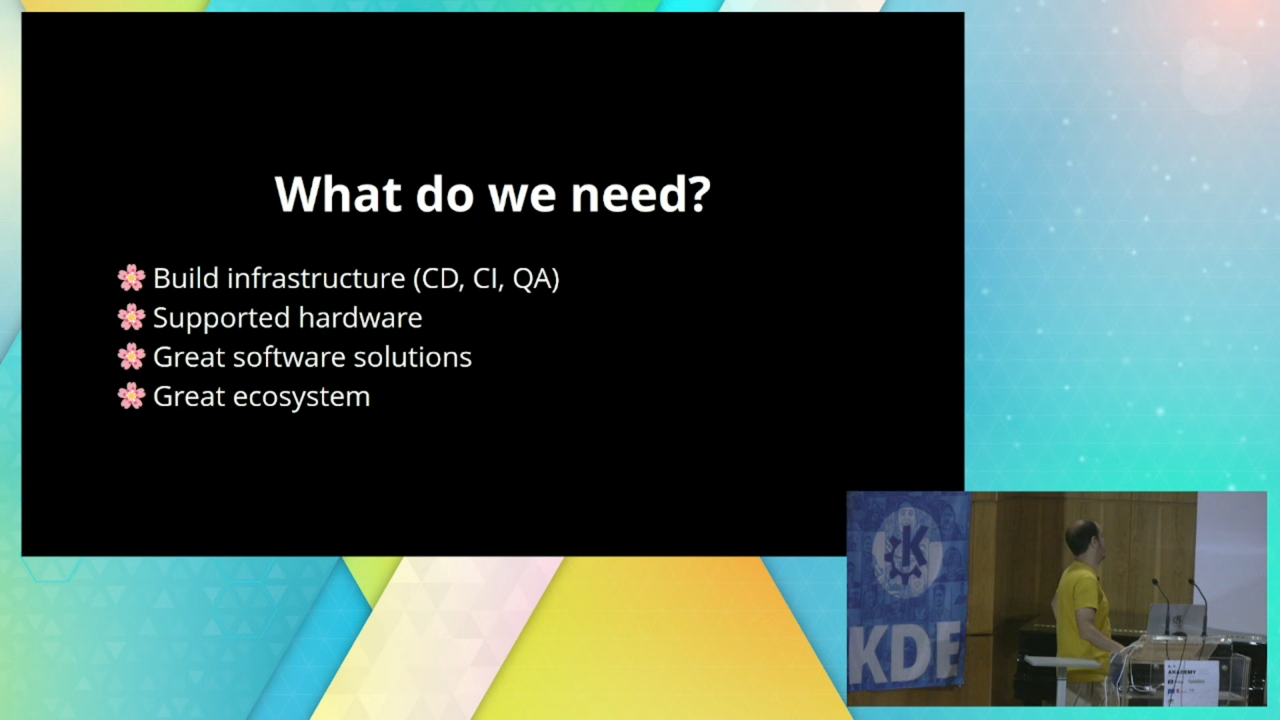 What do we need?
🌸 Build infrastructure (CD, CI, QA)
🌸 Supported hardware
🌸 Great software solutions
🌸 Great ecosystem
K
KDE
AKADEMY